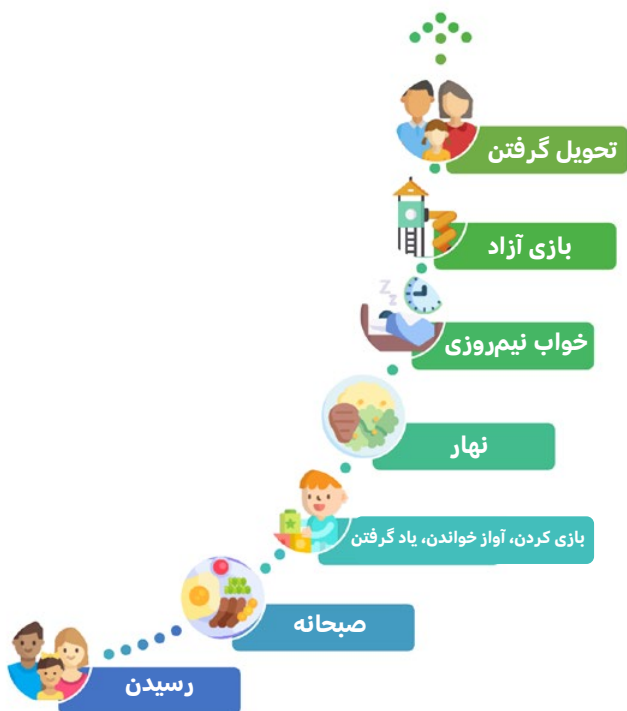 تحویل گرفتن
بازی آزاد
خواب نیم‌روزی
نهار
بازی کردن، آواز خواندن، یاد گرفتن
صبحانه
رسیدن